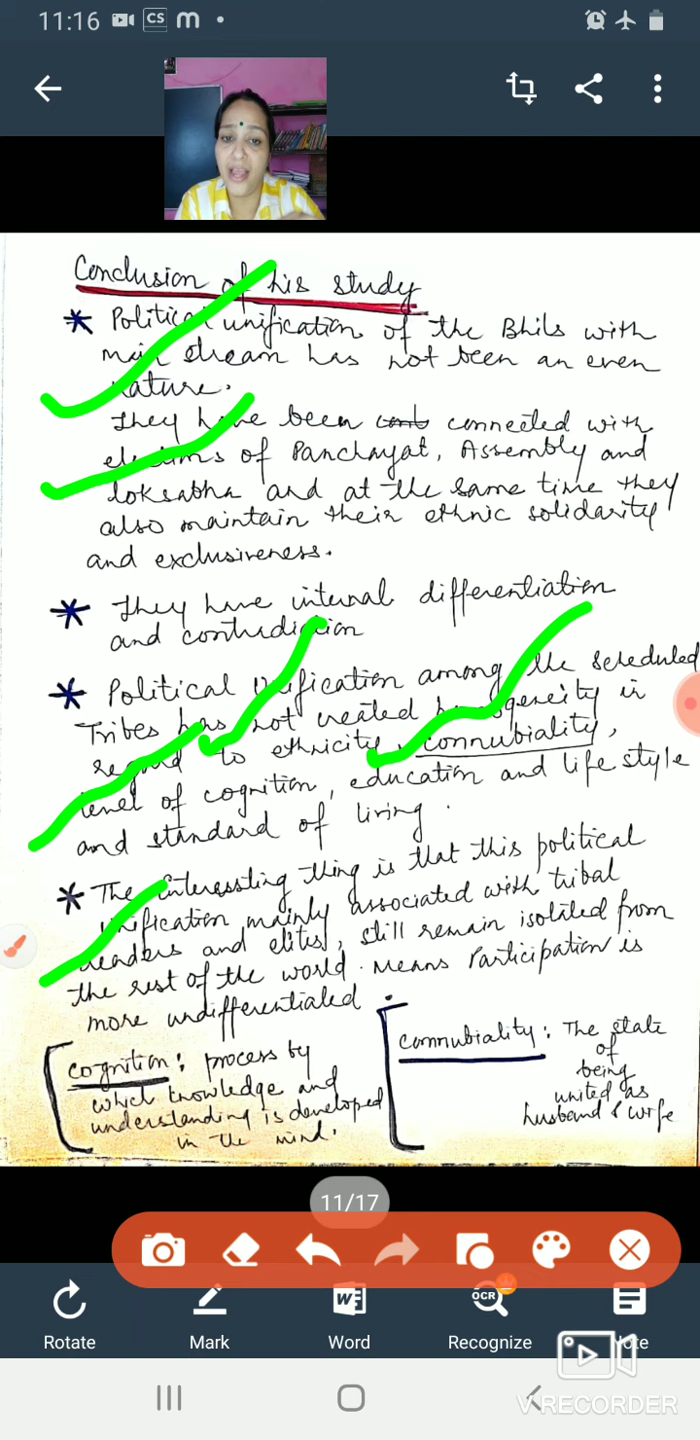 11:16 CS m
Conclusion of his study
* Political unification of the Bhils with
main stream has not been an even
nature.
They have been connected with
elections of Panchayat, Assembly and
loksabha and at the same time they
also maintain their ethnic solidarity
and exclusiveness.
* They have internal differentiation
and contradiction
* Political Unification among the scheduled
Tribes has not created homogeneity in
regard to ethnicity, connubiality,
level of cognition, education and life style
and standard of living.
* The interessting thing is that this political
unification mainly associated with tribal
leaders and elites, still remain isolated from
the rest of the world. Means Participation is
more undifferentialed.
Cognition: process by
which knowledge and
understanding is developed
in the mind.
Connubiality: The state
of
being
united as
husband & wife
11/17
Rotate Mark Word Recognize Note
OCR
V RECORDER